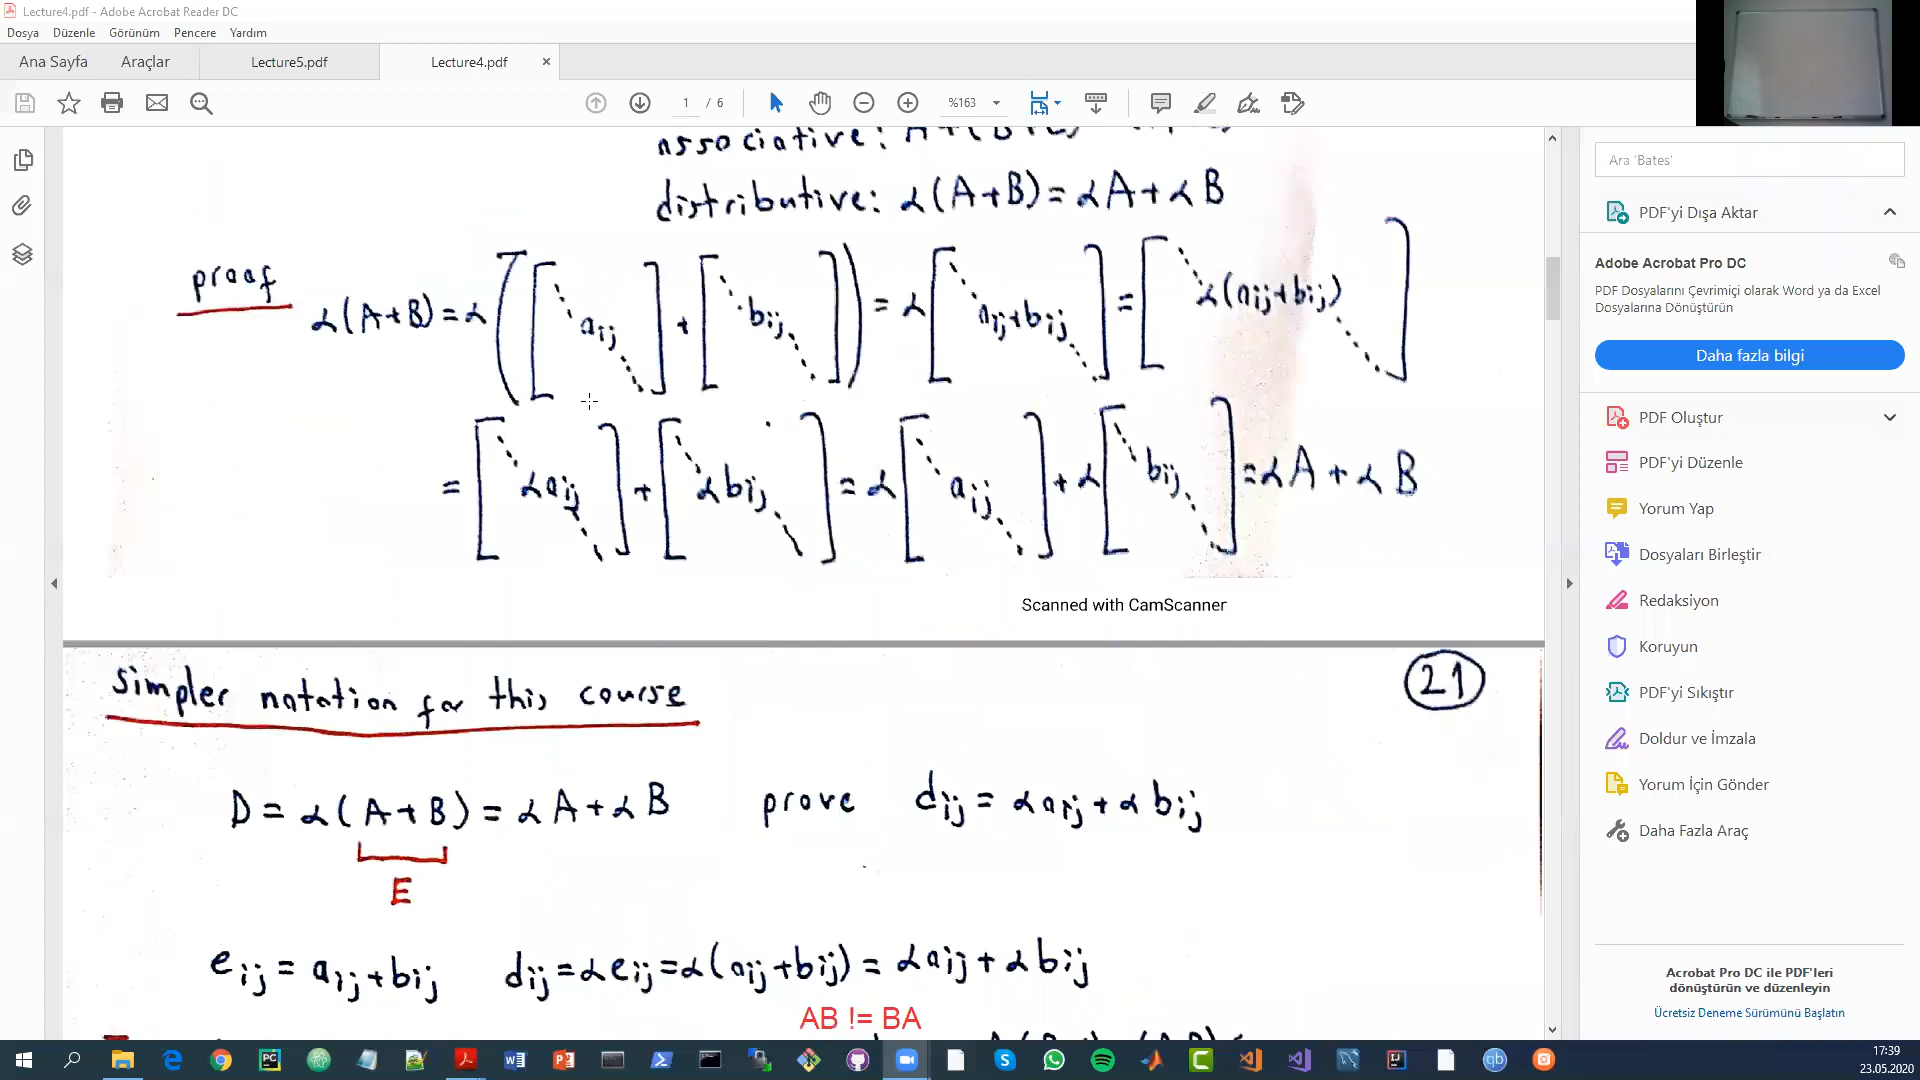 Lecture4.pdf - Adobe Acrobat Reader DC
Dosya Düzenle Görünüm Pencere Yardım
Ana Sayfa Araçlar Lecture5.pdf Lecture4.pdf ×
1 / 6 %163
associative:
distributive: α(A+B)=αA+αB
proof
α(A+B)=α([aij]+[bij])=α[aij+bij]=[α(aij+bij)]
=[αaij]+[αbij]=α[aij]+α[bij]=αA+αB
Scanned with CamScanner
simpler notation for this course
21
D=α(A+B)=αA+αB prove dij=αaij+αbij
E
eij=aij+bij dij=αeij=α(aij+bij)=αaij+αbij
AB != BA
Ara 'Bates'
PDF'yi Dışa Aktar
Adobe Acrobat Pro DC
PDF Dosyalarını Çevrimiçi olarak Word ya da Excel
Dosyalarına Dönüştürün
Daha fazla bilgi
PDF Oluştur
PDF'yi Düzenle
Yorum Yap
Dosyaları Birleştir
Redaksiyon
Koruyun
PDF'yi Sıkıştır
Doldur ve İmzala
Yorum İçin Gönder
Daha Fazla Araç
Acrobat Pro DC ile PDF'leri
dönüştürün ve düzenleyin
Ücretsiz Deneme Sürümünü Başlatın
17:39
23.05.2020